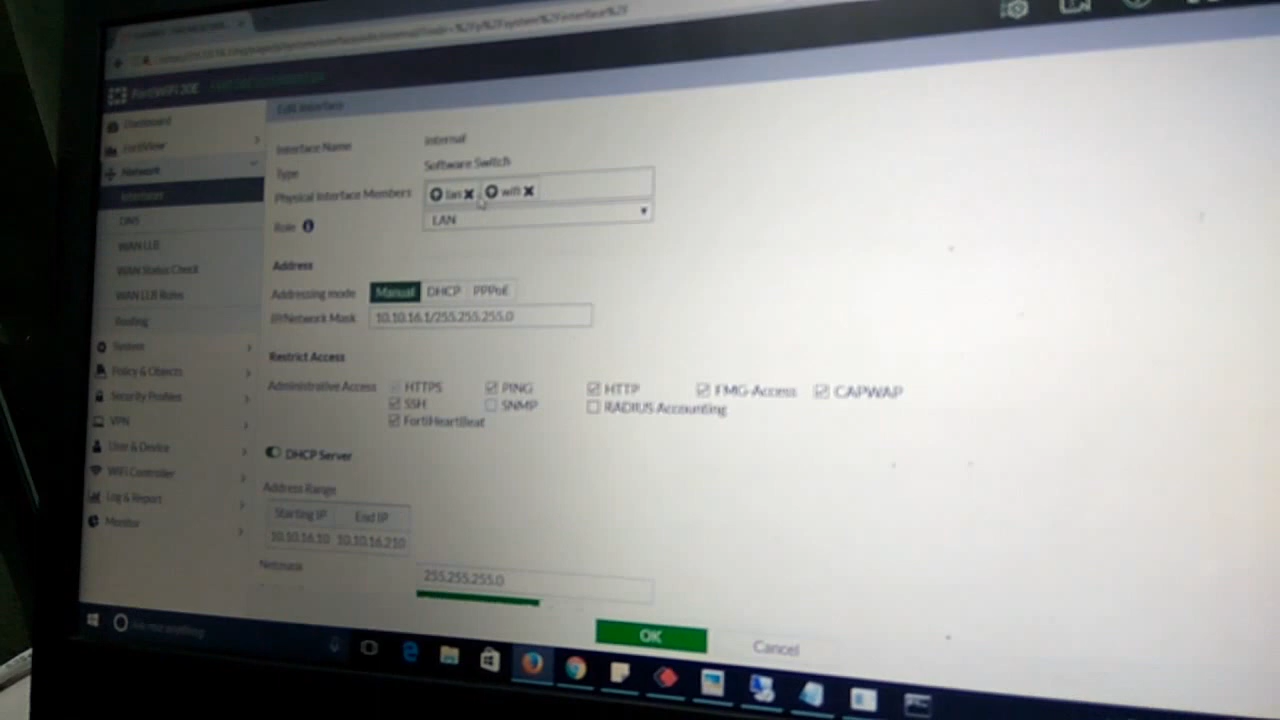 FortiWiFi 30E
Edit Interface
Dashboard
FortiView
Network
Interfaces
DNS
WAN LLB
WAN Status Check
WAN LLB Rules
Routing
System
Policy & Objects
Security Profiles
VPN
User & Device
WiFi Controller
Log & Report
Monitor
Interface Name internal
Type Software Switch
Physical Interface Members lan wifi
Role LAN
Address
Addressing mode Manual DHCP PPPoE
IP/Network Mask 10.10.16.1/255.255.255.0
Restrict Access
Administrative Access HTTPS PING HTTP FMG-Access CAPWAP
SSH SNMP RADIUS Accounting
FortiHeartBeat
DHCP Server
Address Range
Starting IP End IP
10.10.16.10 10.10.16.210
Netmask 255.255.255.0
OK Cancel
Ask me anything